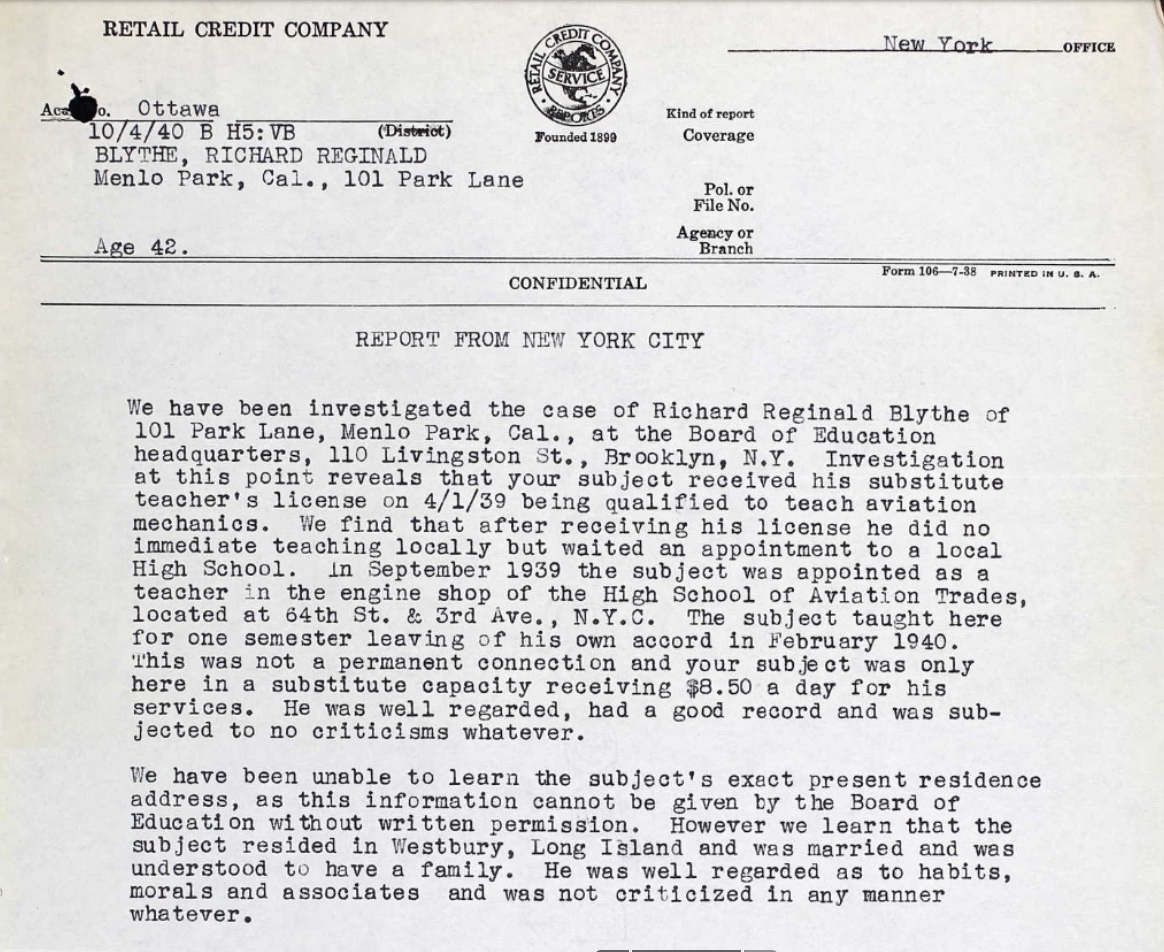 RETAIL CREDIT COMPANY
New York OFFICE
RETAIL CREDIT COMPANY
SERVICE
REPORTS
Founded 1899
Kind of report
Coverage
Pol. or
File No.
Agency or
Branch
Ottawa
10/4/40 B H5:VB (District)
BLYTHE, RICHARD REGINALD
Menlo Park, Cal., 101 Park Lane
Age 42.
Form 106—7-38 PRINTED IN U. S. A.
CONFIDENTIAL
REPORT FROM NEW YORK CITY
We have been investigated the case of Richard Reginald Blythe of
101 Park Lane, Menlo Park, Cal., at the Board of Education
headquarters, 110 Livingston St., Brooklyn, N.Y. Investigation
at this point reveals that your subject received his substitute
teacher's license on 4/1/39 being qualified to teach aviation
mechanics. We find that after receiving his license he did no
immediate teaching locally but waited an appointment to a local
High School. In September 1939 the subject was appointed as a
teacher in the engine shop of the High School of Aviation Trades,
located at 64th St. & 3rd Ave., N.Y.C. The subject taught here
for one semester leaving of his own accord in February 1940.
This was not a permanent connection and your subject was only
here in a substitute capacity receiving $8.50 a day for his
services. He was well regarded, had a good record and was sub-
jected to no criticisms whatever.
We have been unable to learn the subject's exact present residence
address, as this information cannot be given by the Board of
Education without written permission. However we learn that the
subject resided in Westbury, Long Island and was married and was
understood to have a family. He was well regarded as to habits,
morals and associates and was not criticized in any manner
whatever.